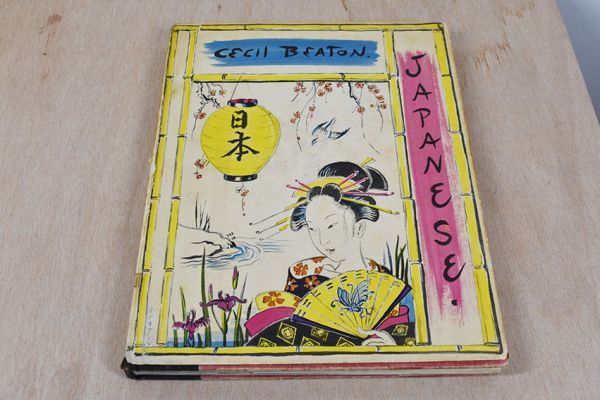 CECIL BEATON.
JAPANESE.
日本